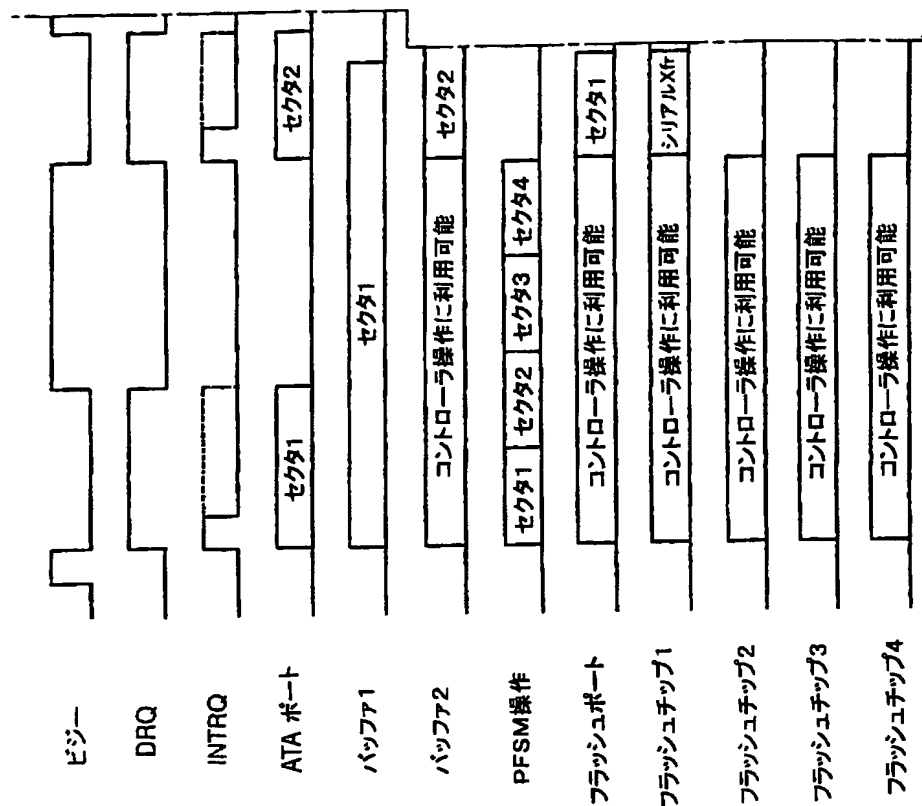 ビジー
DRQ
INTRQ
ATA ポート
セクタ1
セクタ2
バッファ1
セクタ1
バッファ2
コントローラ操作に利用可能
セクタ2
PFSM操作
セクタ1
セクタ2
セクタ3
セクタ4
フラッシュポート
コントローラ操作に利用可能
セクタ1
フラッシュチップ1
コントローラ操作に利用可能
シリアルXfr
フラッシュチップ2
コントローラ操作に利用可能
フラッシュチップ3
コントローラ操作に利用可能
フラッシュチップ4
コントローラ操作に利用可能